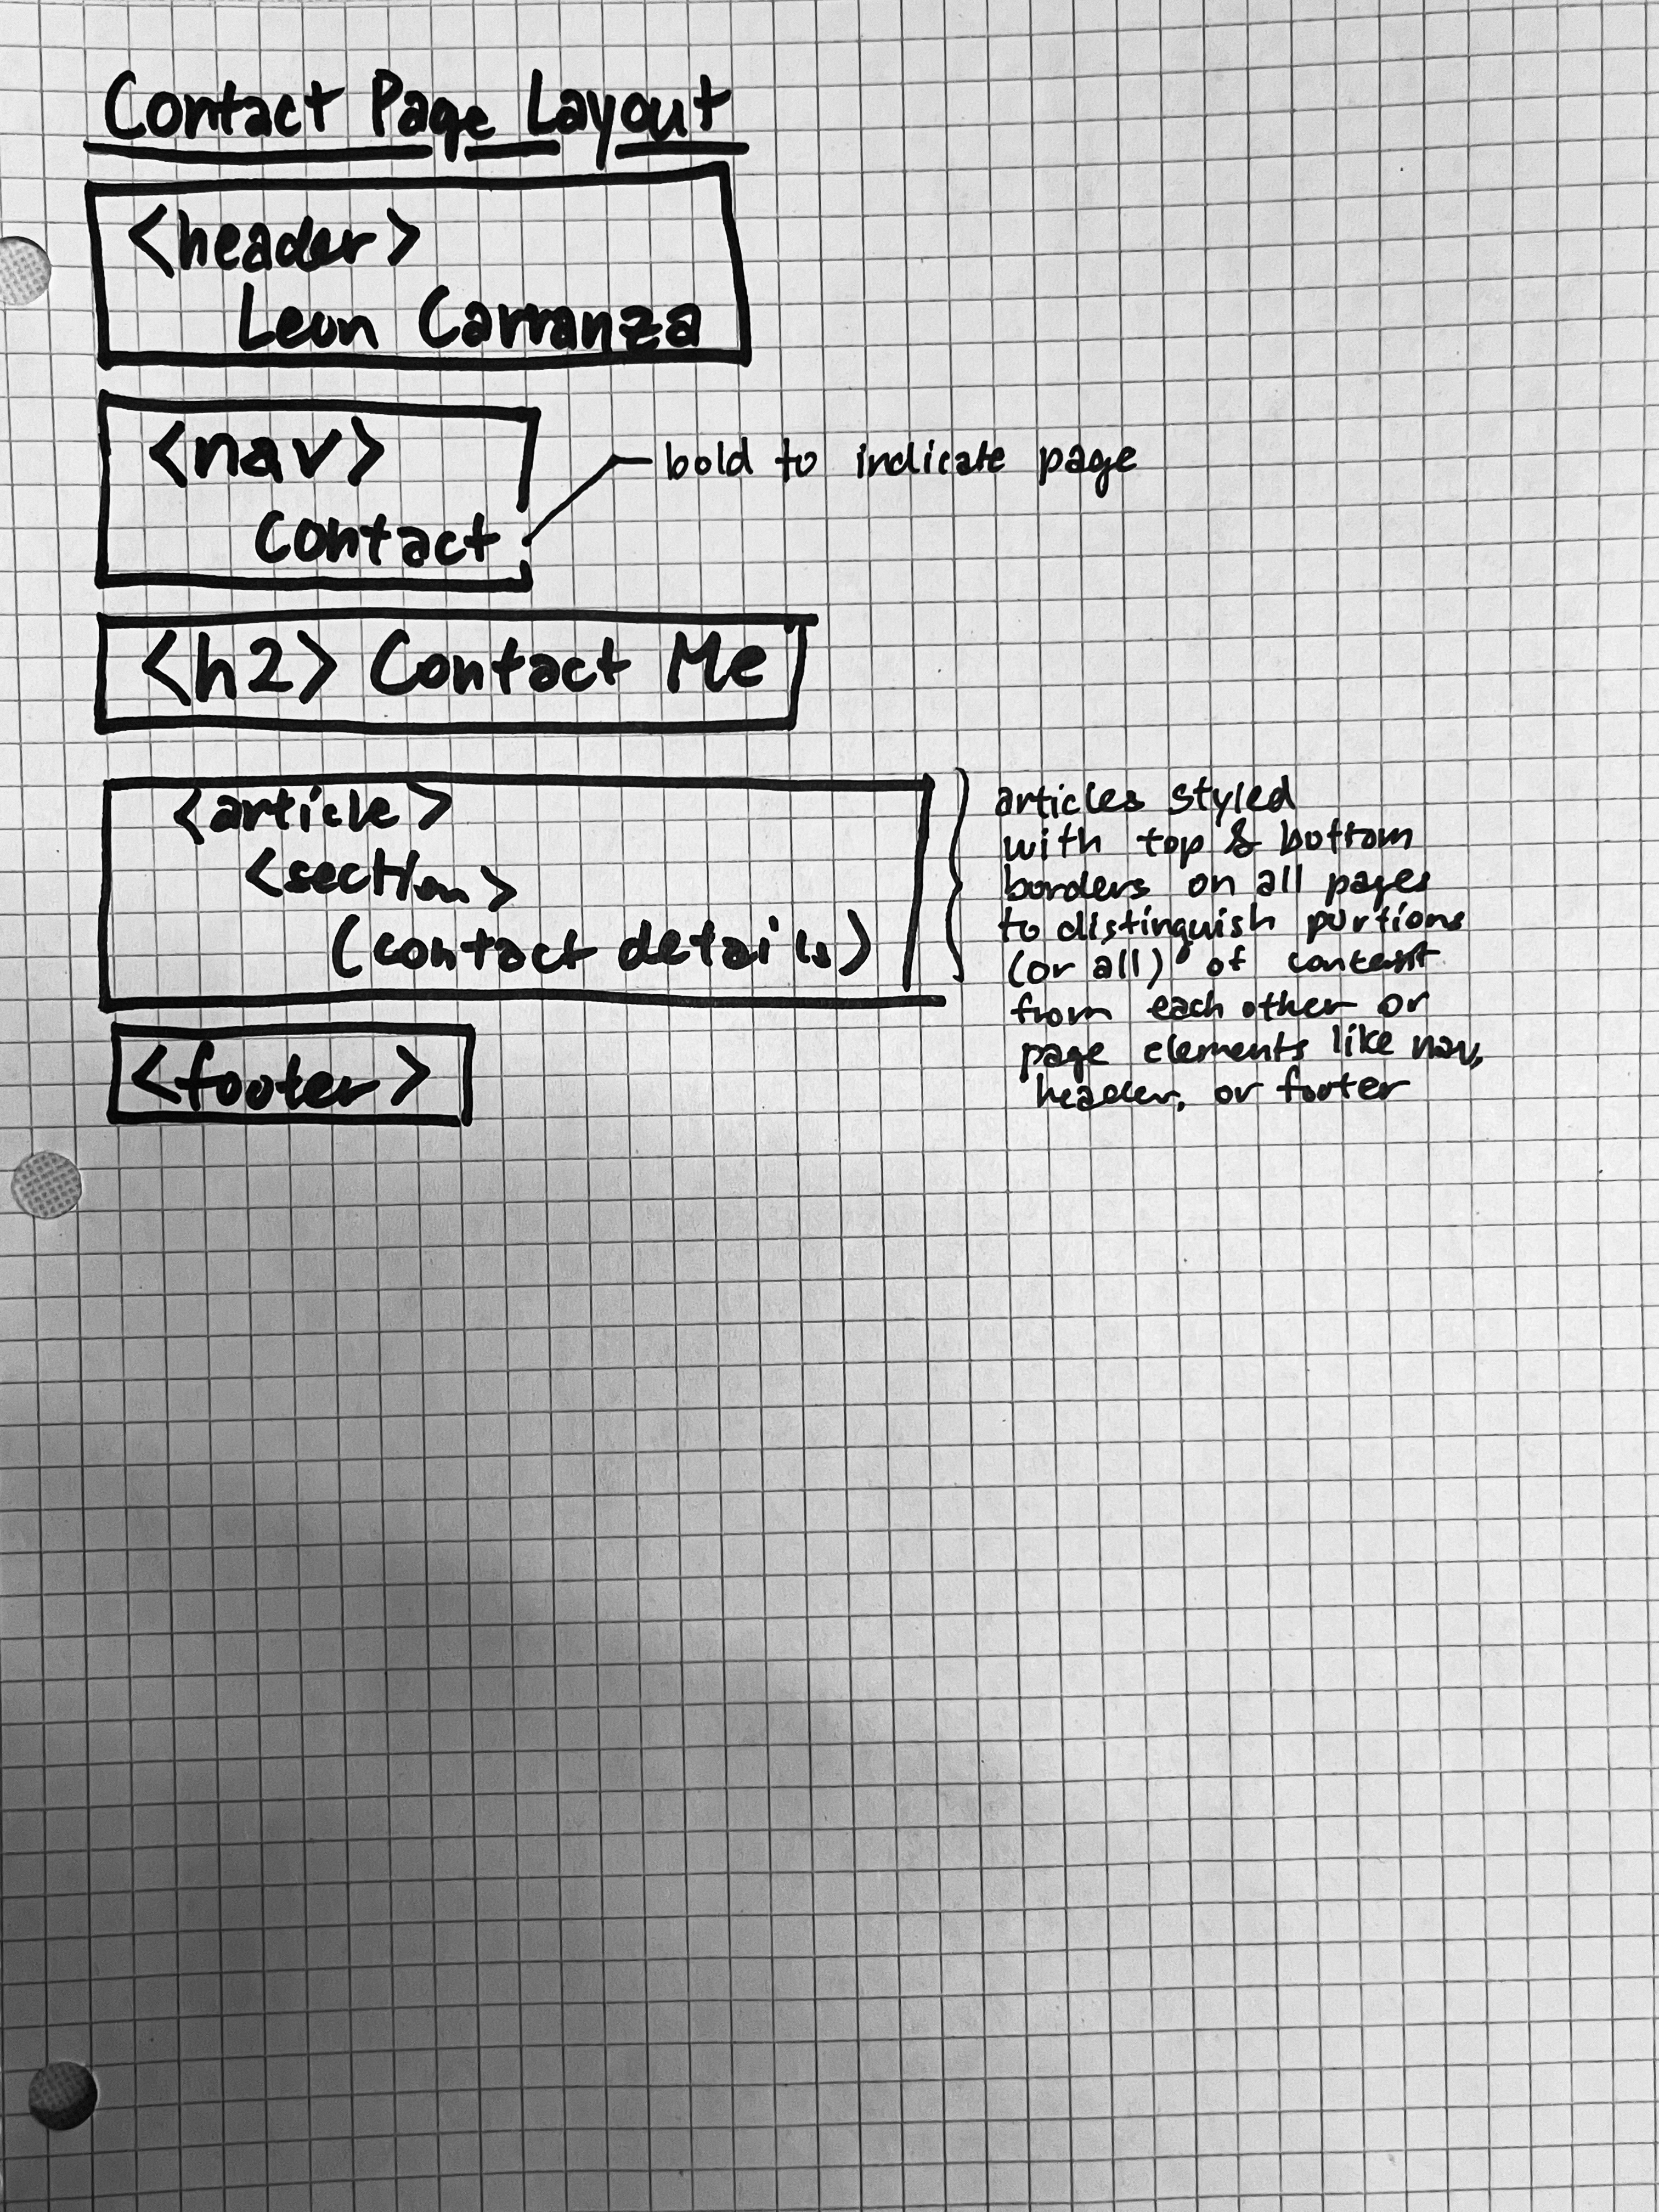 Contact Page Layout
<header>
Leon Carranza
<nav>
Contact
bold to indicate page
<h2> Contact Me
<article>
<section>
(contact details)
articles styled
with top & bottom
borders on all pages
to distinguish portions
(or all) of content
from each other or
page elements like nav,
header, or footer
<footer>